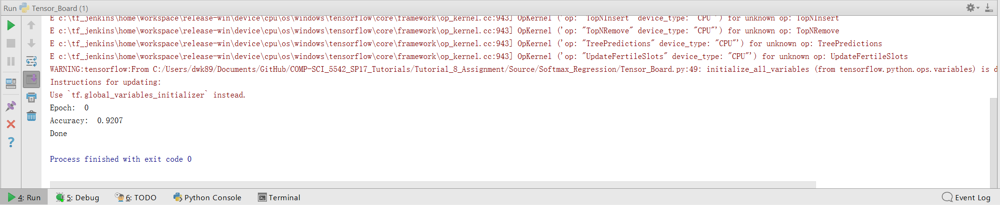 Run Tensor_Board (1)
E c:\tf_jenkins\home\workspace\release-win\device\cpu\os\windows\tensorflow\core\framework\op_kernel.cc:943] OpKernel ('op: "TopNInsert" device_type: "CPU"') for unknown op: TopNInsert
E c:\tf_jenkins\home\workspace\release-win\device\cpu\os\windows\tensorflow\core\framework\op_kernel.cc:943] OpKernel ('op: "TopNRemove" device_type: "CPU"') for unknown op: TopNRemove
E c:\tf_jenkins\home\workspace\release-win\device\cpu\os\windows\tensorflow\core\framework\op_kernel.cc:943] OpKernel ('op: "TreePredictions" device_type: "CPU"') for unknown op: TreePredictions
E c:\tf_jenkins\home\workspace\release-win\device\cpu\os\windows\tensorflow\core\framework\op_kernel.cc:943] OpKernel ('op: "UpdateFertileSlots" device_type: "CPU"') for unknown op: UpdateFertileSlots
WARNING:tensorflow:From C:/Users/dwk89/Documents/GitHub/COMP-SCI_5542_SP17_Tutorials/Tutorial_8_Assignment/Source/Softmax_Regression/Tensor_Board.py:49: initialize_all_variables (from tensorflow.python.ops.variables) is d
Instructions for updating:
Use `tf.global_variables_initializer` instead.
Epoch:  0
Accuracy:  0.9207
Done
Process finished with exit code 0
4: Run 5: Debug 6: TODO Python Console Terminal Event Log